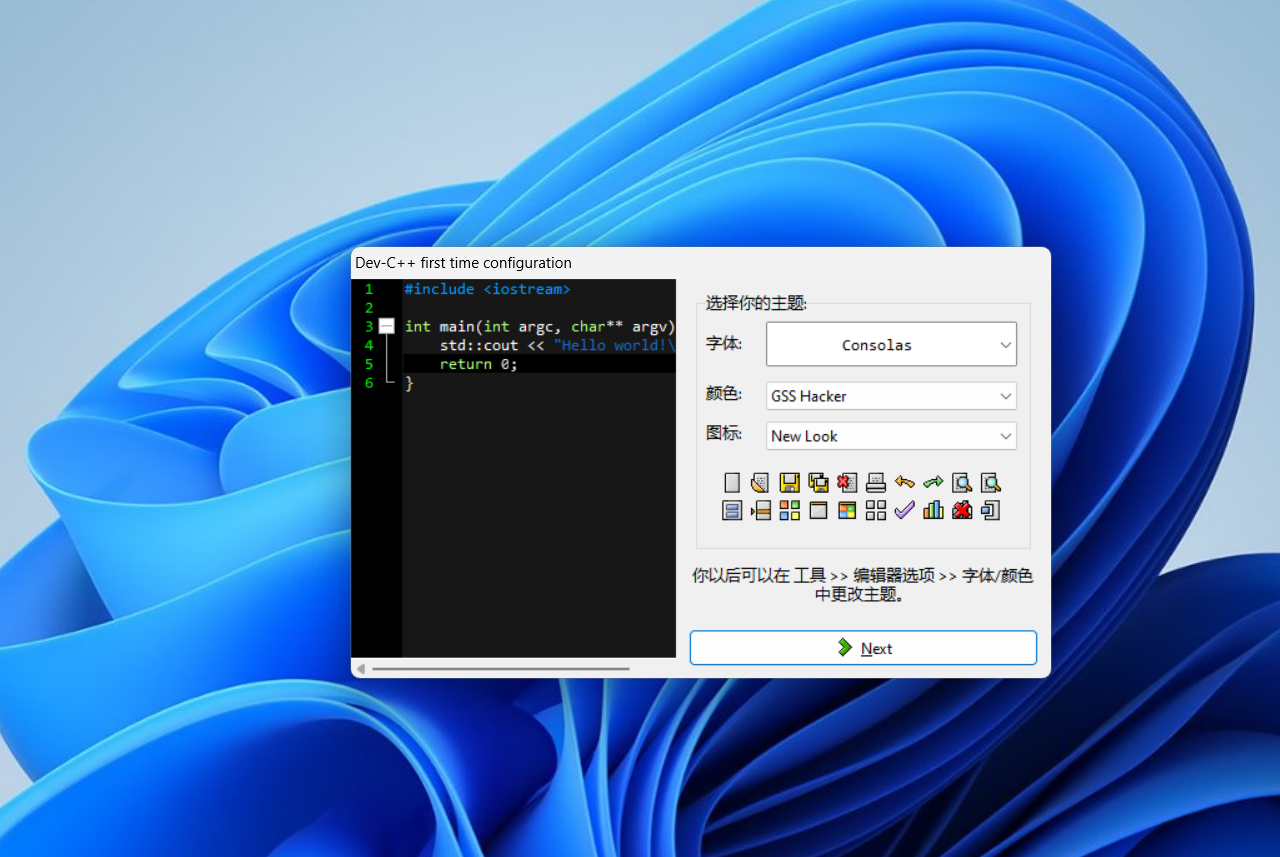 Dev-C++ first time configuration
1 #include <iostream>
2
3 int main(int argc, char** argv)
4 std::cout << "Hello world!\
5 return 0;
6 }
选择你的主题:
字体: Consolas
颜色: GSS Hacker
图标: New Look
你以后可以在 工具 >> 编辑器选项 >> 字体/颜色
中更改主题。
Next